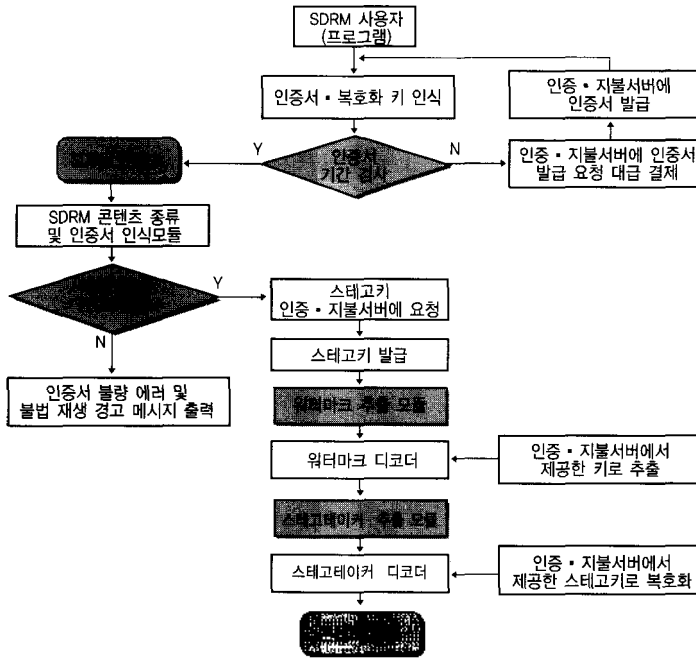 SDRM 사용자
(프로그램)
인증서 · 복호화 키 인식
인증 · 지불서버에
인증서 발급
Y
인증서
기간 검사
N
인증 · 지불서버에 인증서
발급 요청 대금 결제
SDRM 콘텐츠 종류
및 인증서 인식모듈
Y
스테고키
인증 · 지불서버에 요청
N
스테고키 발급
인증서 불량 에러 및
불법 재생 경고 메시지 출력
워터마크 추출 모듈
워터마크 디코더
인증 · 지불서버에서
제공한 키로 추출
스테고테이커 추출 모듈
스테고테이커 디코더
인증 · 지불서버에서
제공한 스테고키로 복호화